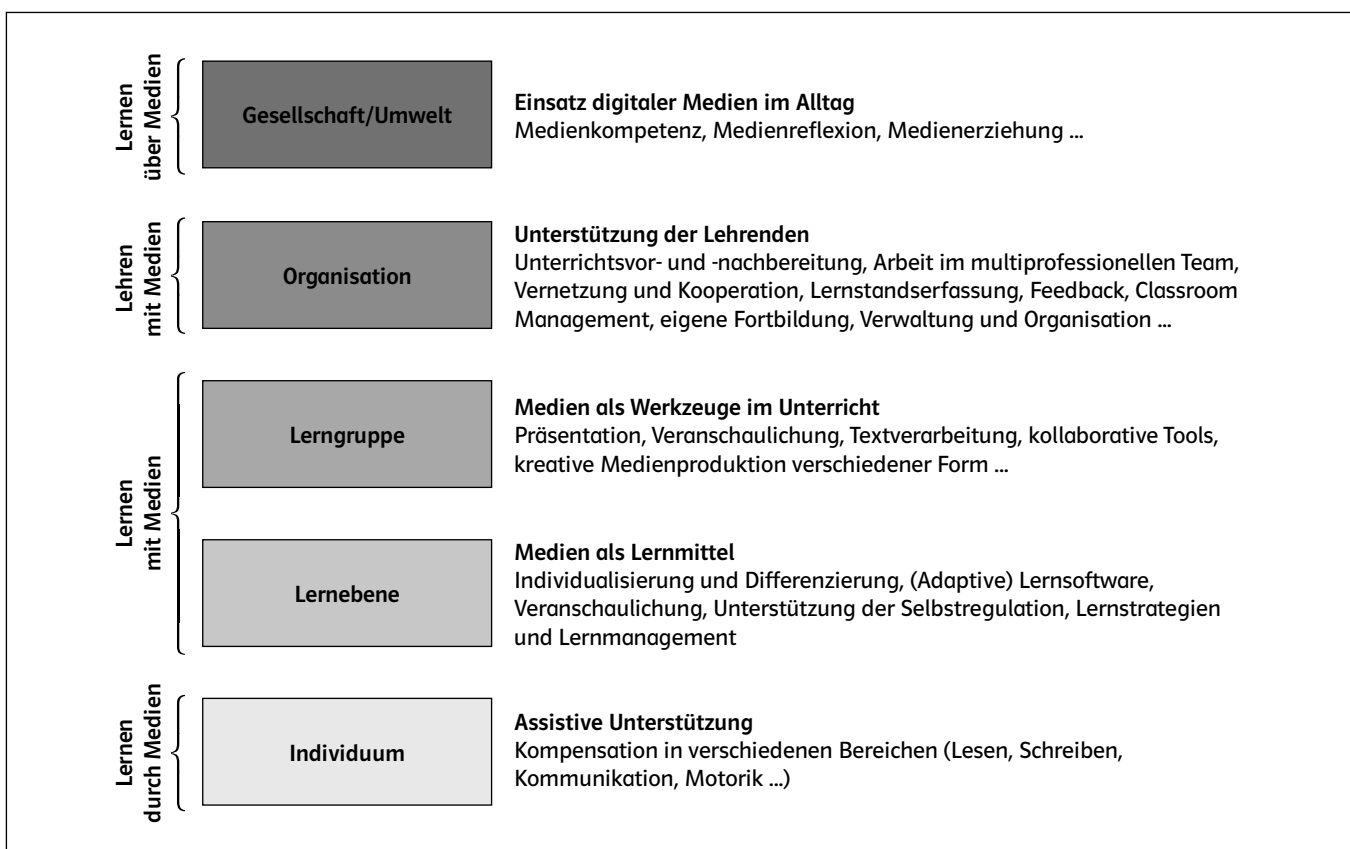 Lernen
über Medien
Gesellschaft/Umwelt
Einsatz digitaler Medien im Alltag
Medienkompetenz, Medienreflexion, Medienerziehung ...
Lehren
mit Medien
Organisation
Unterstützung der Lehrenden
Unterrichtsvor- und -nachbereitung, Arbeit im multiprofessionellen Team,
Vernetzung und Kooperation, Lernstandserfassung, Feedback, Classroom
Management, eigene Fortbildung, Verwaltung und Organisation ...
Lernen
mit Medien
Lerngruppe
Medien als Werkzeuge im Unterricht
Präsentation, Veranschaulichung, Textverarbeitung, kollaborative Tools,
kreative Medienproduktion verschiedener Form ...
Lernebene
Medien als Lernmittel
Individualisierung und Differenzierung, (Adaptive) Lernsoftware,
Veranschaulichung, Unterstützung der Selbstregulation, Lernstrategien
und Lernmanagement
Lernen
durch Medien
Individuum
Assistive Unterstützung
Kompensation in verschiedenen Bereichen (Lesen, Schreiben,
Kommunikation, Motorik ...)